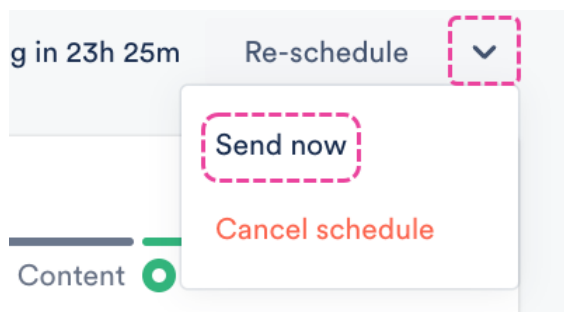 g in 23h 25m Re-schedule
Send now
Cancel schedule
Content